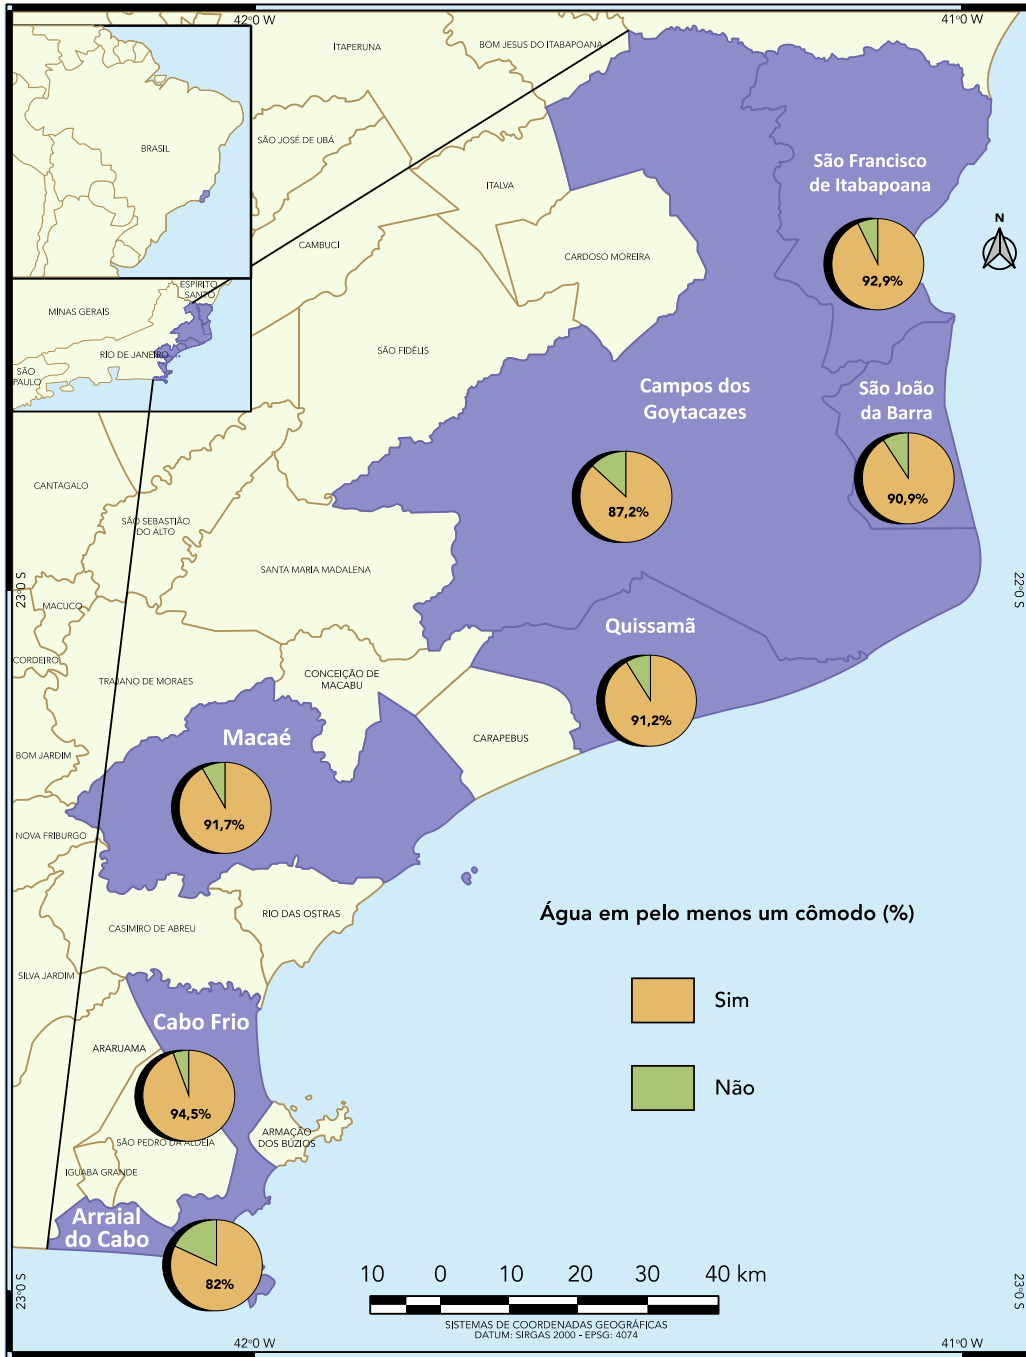 42°0 W
41°0 W
ITAPERUNA
BOM JESUS DO ITABAPOANA
BRASIL
SÃO JOSÉ DE UBÁ
ITALVA
São Francisco
de Itabapoana
N
CAMBUCÍ
CARDOSO MOREIRA
92,9%
ESPÍRITO
SANTO
MINAS GERAIS
RIO DE JANEIRO
SÃO
PAULO
SÃO FIDÉLIS
Campos dos
Goytacazes
São João
da Barra
CANTAGALO
87,2%
90,9%
SÃO SEBASTIÃO
DO ALTO
SANTA MARIA MADALENA
23°0 S
22°0 S
MACUCO
Quissamã
CORDEIRO
TRAJANO DE MORAES
CONCEIÇÃO DE
MACABU
91,2%
Macaé
CARAPEBUS
BOM JARDIM
91,7%
NOVA FRIBURGO
RIO DAS OSTRAS
Água em pelo menos um cômodo (%)
CASIMIRO DE ABREU
SILVA JARDIM
Sim
Cabo Frio
ARARUAMA
Não
94,5%
ARMAÇÃO
DOS BÚZIOS
SÃO PEDRO DA ALDEIA
IGUABA GRANDE
Arraial
do Cabo
82%
10 0 10 20 30 40 km
23°0 S
23°0 S
SISTEMAS DE COORDENADAS GEOGRÁFICAS
DATUM: SIRGAS 2000 - EPSG: 4074
42°0 W
41°0 W